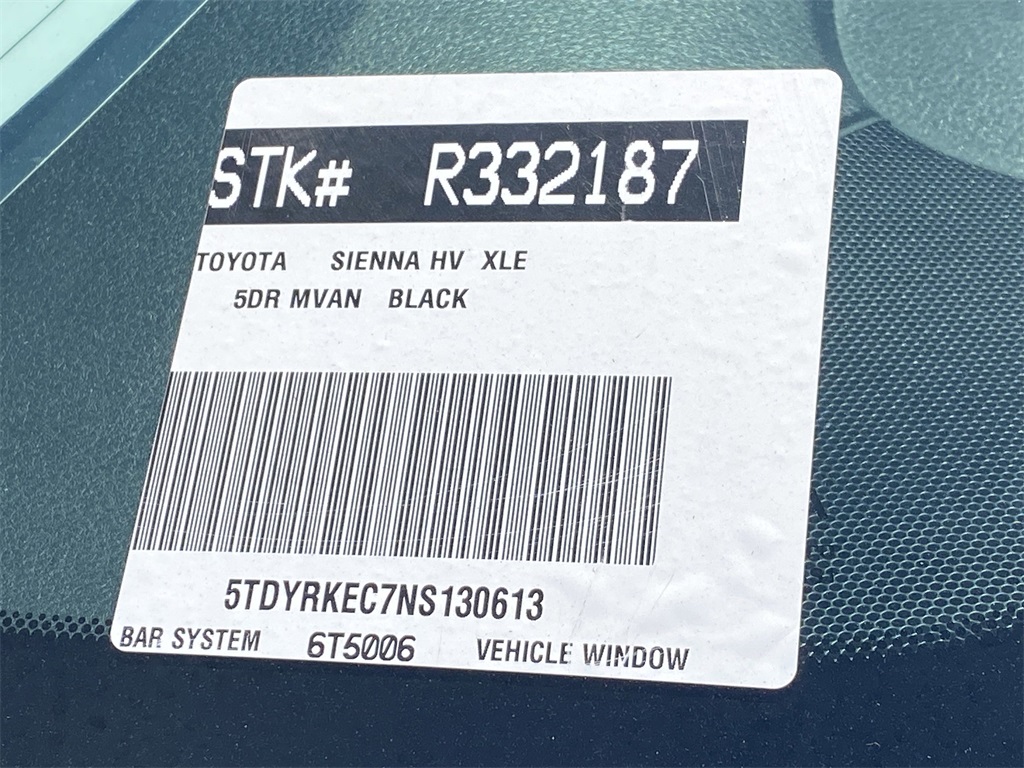 STK# R332187
TOYOTA SIENNA HV XLE
5DR MVAN BLACK
5TDYRKEC7NS130613
BAR SYSTEM 6T5006 VEHICLE WINDOW